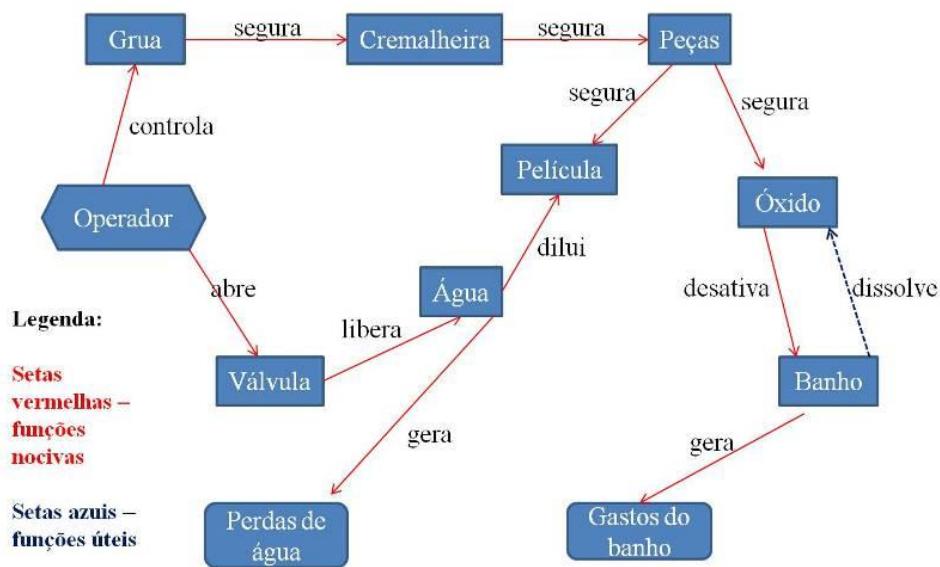 Grua
segura
Cremalheira
segura
Peças
segura
segura
controla
Película
Óxido
Operador
dilui
abre
Água
desativa
dissolve
Legenda:
libera
Setas
vermelhas –
funções
nocivas
Válvula
Banho
gera
gera
Setas azuis –
funções úteis
Perdas de
água
Gastos do
banho